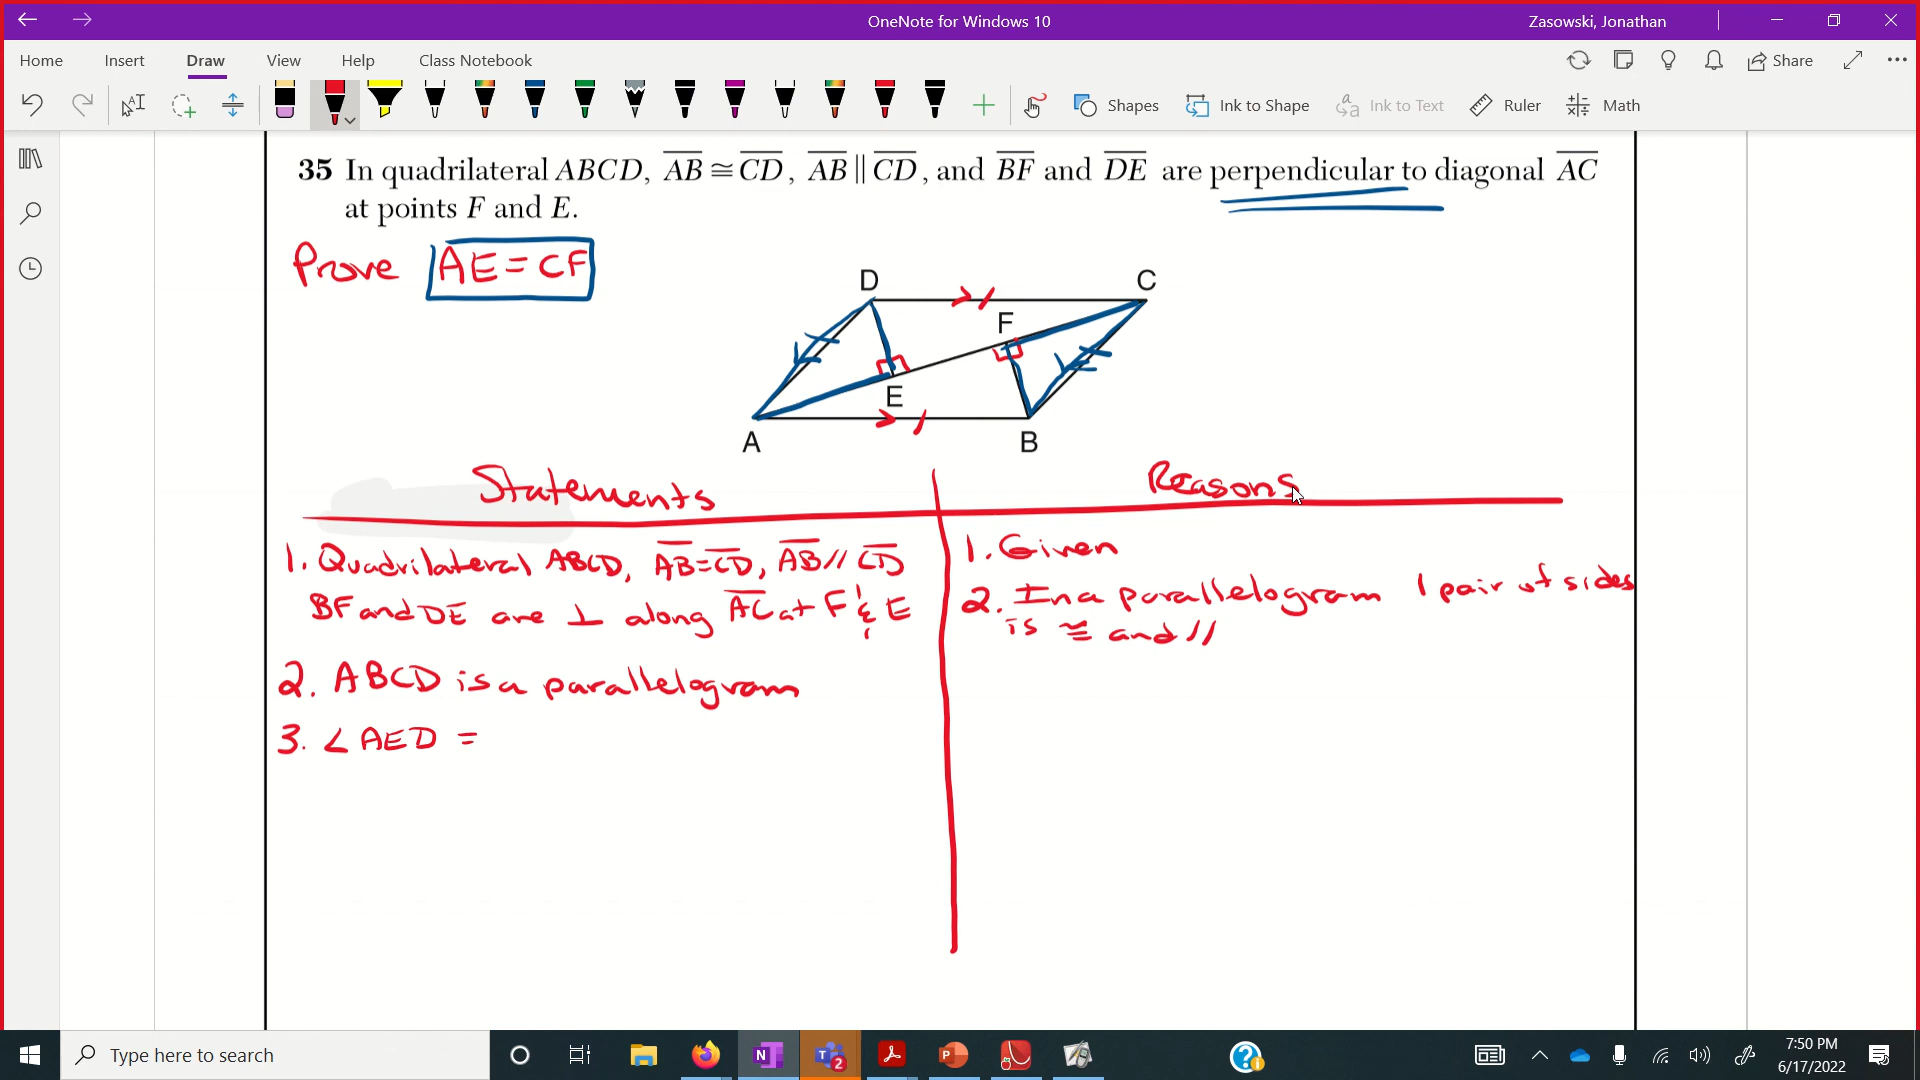 OneNote for Windows 10
Zasowski, Jonathan
Home Insert Draw View Help Class Notebook
Share
Shapes Ink to Shape Ink to Text Ruler Math
35 In quadrilateral ABCD, AB ≅ CD, AB || CD, and BF and DE are perpendicular to diagonal AC
at points F and E.
Prove AE = CF
D C
F
E
A B
Statements Reasons
1. Quadrilateral ABCD, AB = CD, AB // CD
BF and DE are ⊥ along AC at F & E
1. Given
2. In a parallelogram 1 pair of sides
is ≅ and //
2. ABCD is a parallelogram
3. ∠AED =
Type here to search
N
2
P
7:50 PM
6/17/2022